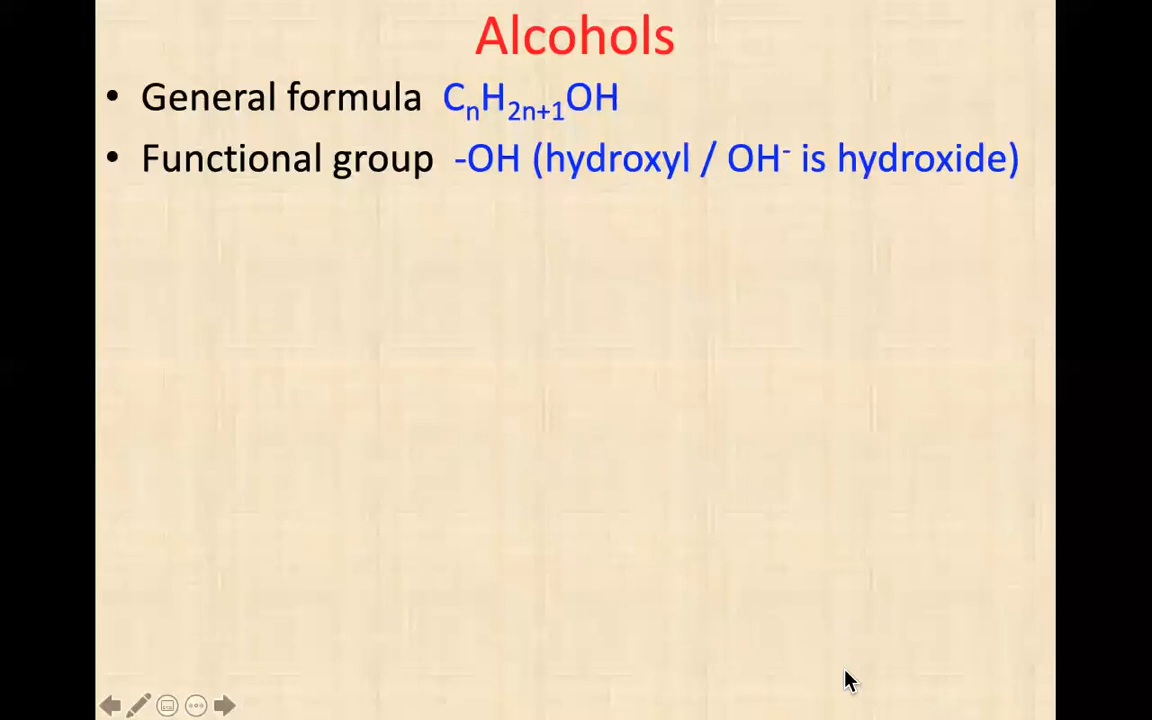 Alcohols
• General formula CₙH₂ₙ₊₁OH
• Functional group -OH (hydroxyl / OH⁻ is hydroxide)